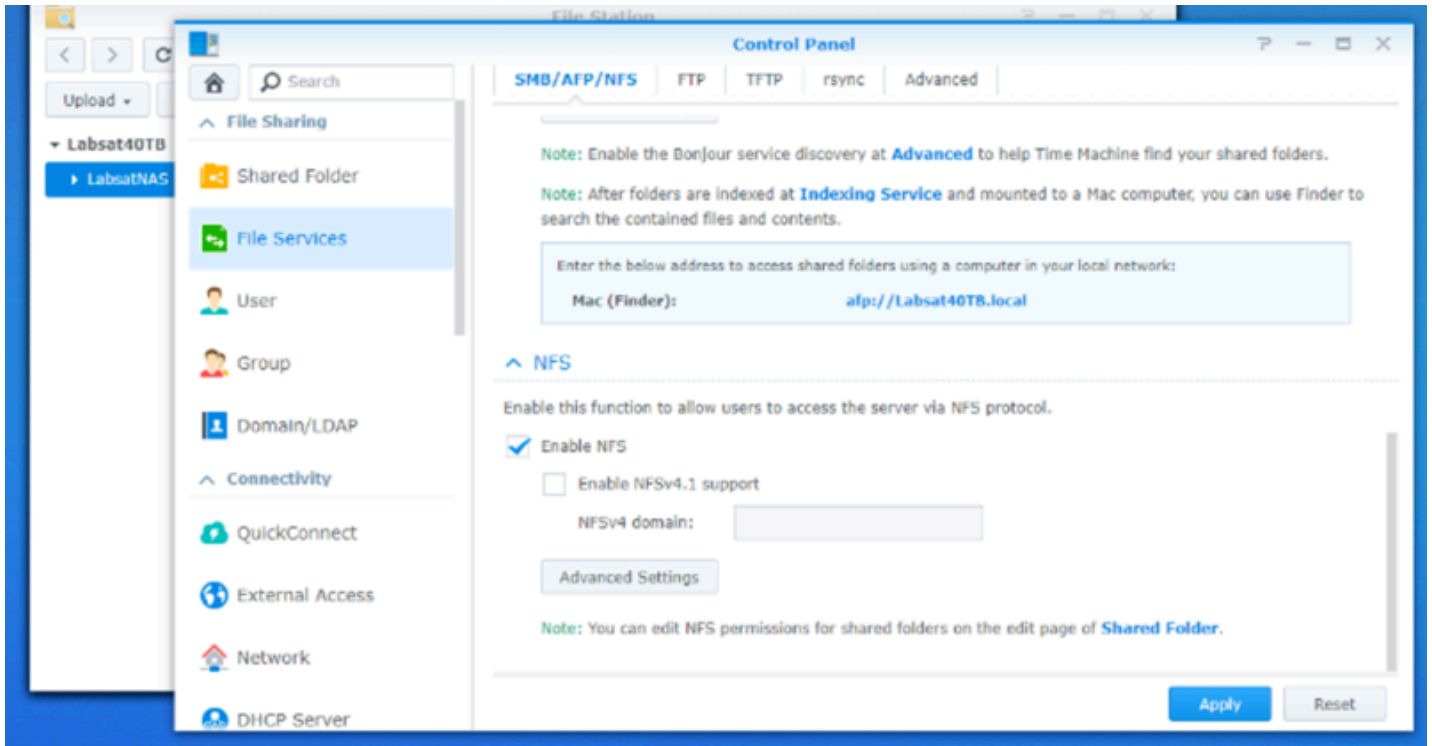 File Station
Control Panel
Search
SMB/AFP/NFS FTP TFTP rsync Advanced
Upload
File Sharing
Labsat40TB
LabsatNAS
Shared Folder
File Services
User
Group
Domain/LDAP
Connectivity
QuickConnect
External Access
Network
DHCP Server
Note: Enable the Bonjour service discovery at Advanced to help Time Machine find your shared folders.
Note: After folders are indexed at Indexing Service and mounted to a Mac computer, you can use Finder to
search the contained files and contents.
Enter the below address to access shared folders using a computer in your local network:
Mac (Finder): afp://Labsat40TB.local
NFS
Enable this function to allow users to access the server via NFS protocol.
Enable NFS
Enable NFSv4.1 support
NFSv4 domain:
Advanced Settings
Note: You can edit NFS permissions for shared folders on the edit page of Shared Folder.
Apply Reset